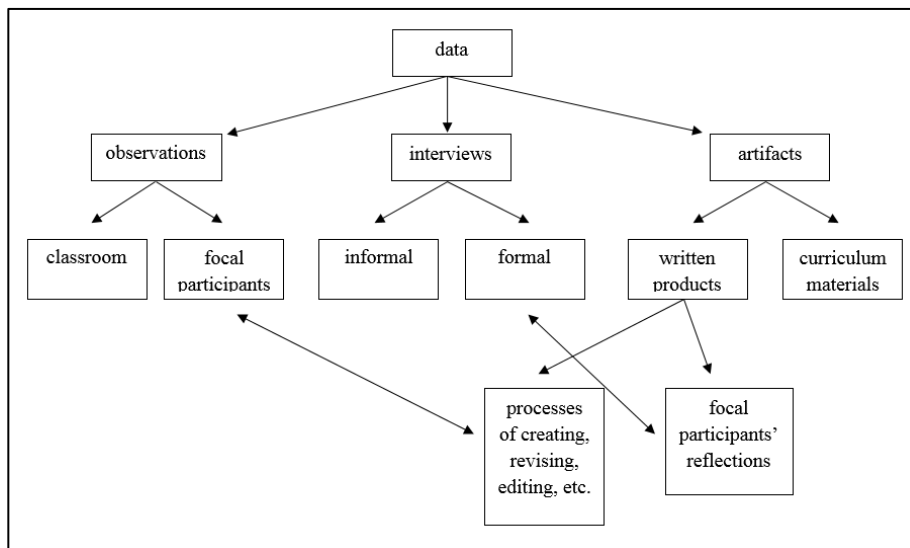 data
observations
interviews
artifacts
classroom
focal
participants
informal
formal
written
products
curriculum
materials
processes
of creating,
revising,
editing, etc.
focal
participants’
reflections